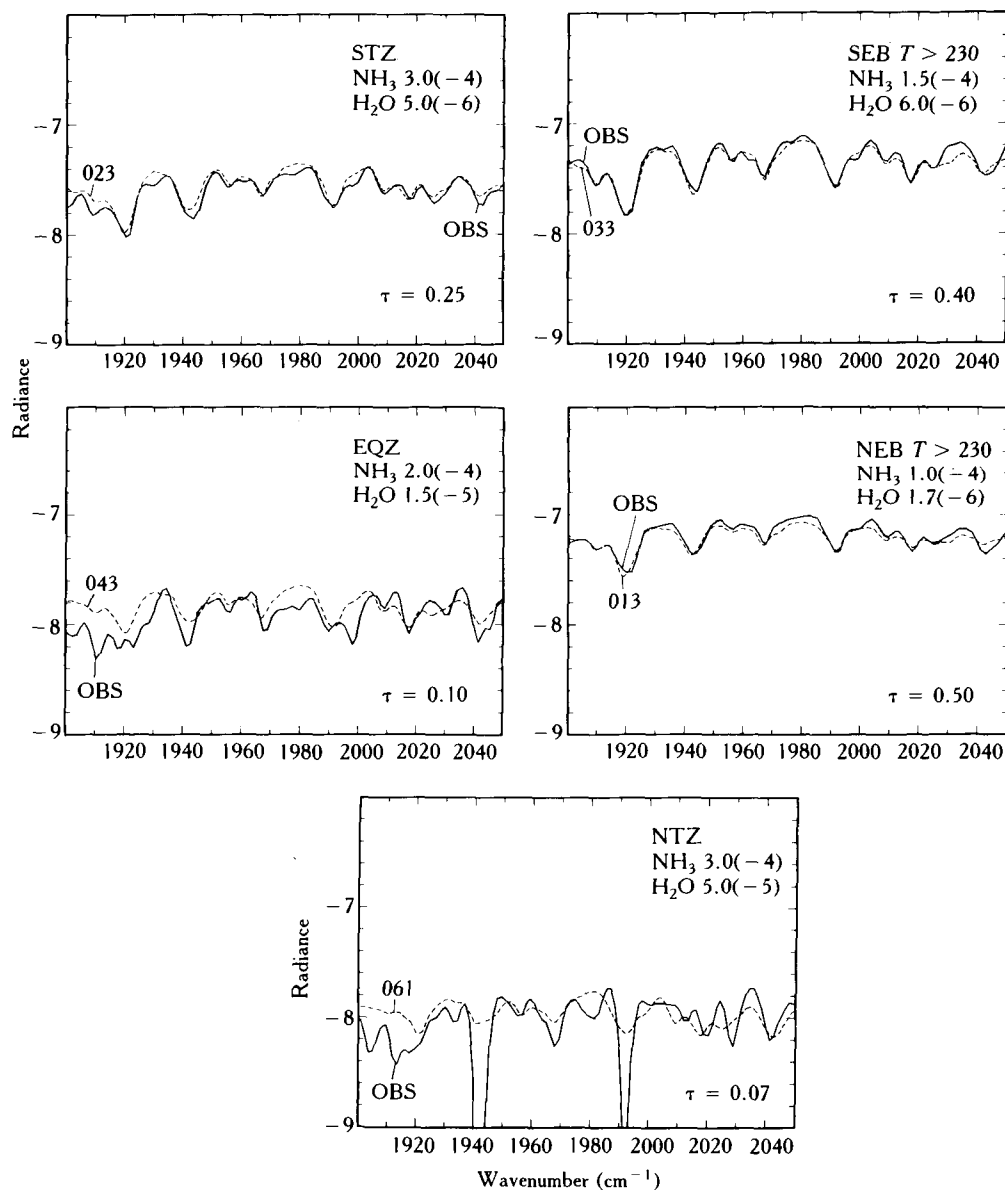 STZ
NH₃ 3.0(−4)
H₂O 5.0(−6)
−7
−8
−9
023
OBS
τ = 0.25
1920 1940 1960 1980 2000 2020 2040
SEB T > 230
NH₃ 1.5(−4)
H₂O 6.0(−6)
−7
−8
−9
OBS
033
τ = 0.40
1920 1940 1960 1980 2000 2020 2040
Radiance
EQZ
NH₃ 2.0(−4)
H₂O 1.5(−5)
−7
−8
−9
043
OBS
τ = 0.10
1920 1940 1960 1980 2000 2020 2040
NEB T > 230
NH₃ 1.0(−4)
H₂O 1.7(−6)
−7
−8
−9
OBS
013
τ = 0.50
1920 1940 1960 1980 2000 2020 2040
NTZ
NH₃ 3.0(−4)
H₂O 5.0(−5)
−7
−8
−9
Radiance
061
OBS
τ = 0.07
1920 1940 1960 1980 2000 2020 2040
Wavenumber (cm⁻¹)